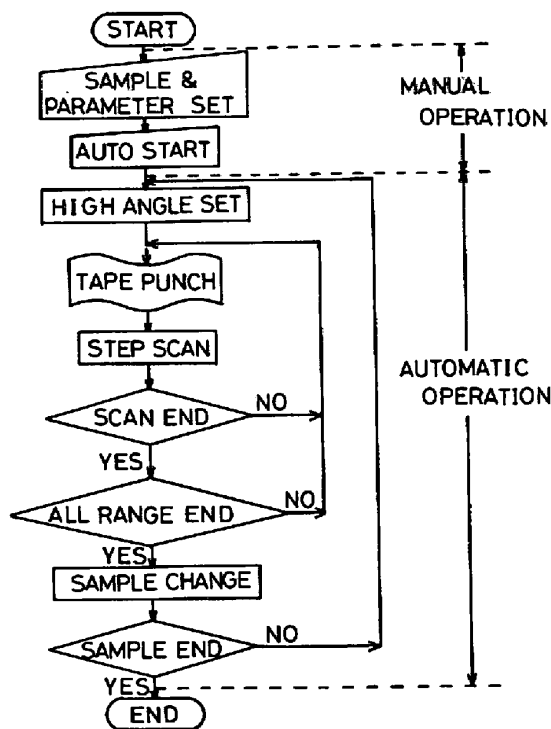 START
SAMPLE &
PARAMETER SET
MANUAL
OPERATION
AUTO START
HIGH ANGLE SET
TAPE PUNCH
STEP SCAN
AUTOMATIC
OPERATION
SCAN END
NO
YES
ALL RANGE END
NO
YES
SAMPLE CHANGE
SAMPLE END
NO
YES
END